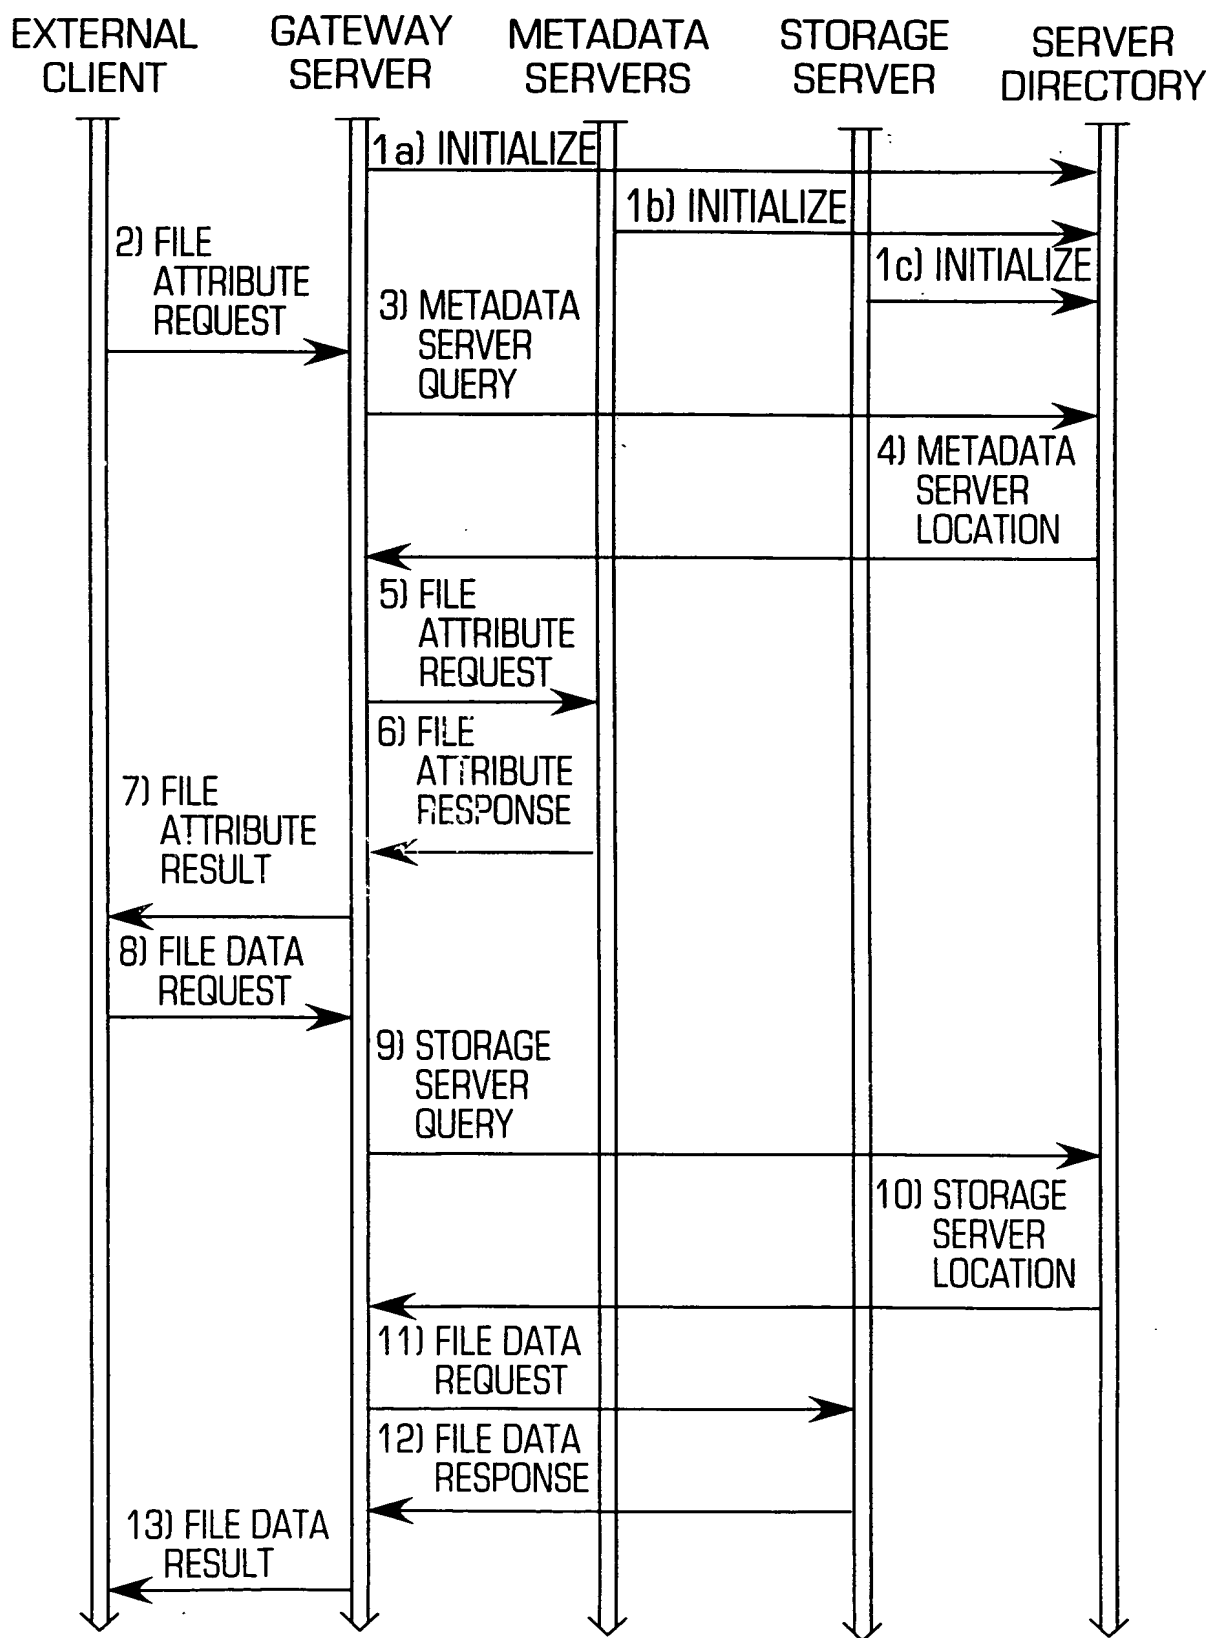 EXTERNAL
CLIENT
GATEWAY
SERVER
METADATA
SERVERS
STORAGE
SERVER
SERVER
DIRECTORY
1a) INITIALIZE
1b) INITIALIZE
1c) INITIALIZE
2) FILE
ATTRIBUTE
REQUEST
3) METADATA
SERVER
QUERY
4) METADATA
SERVER
LOCATION
5) FILE
ATTRIBUTE
REQUEST
6) FILE
ATTRIBUTE
RESPONSE
7) FILE
ATTRIBUTE
RESULT
8) FILE DATA
REQUEST
9) STORAGE
SERVER
QUERY
10) STORAGE
SERVER
LOCATION
11) FILE DATA
REQUEST
12) FILE DATA
RESPONSE
13) FILE DATA
RESULT